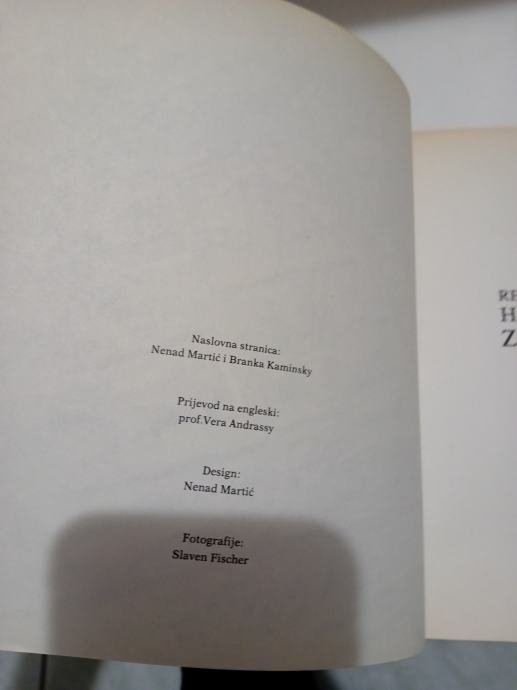 Naslovna stranica:
Nenad Martić i Branka Kaminsky
Prijevod na engleski:
prof.Vera Andrassy
Design:
Nenad Martić
Fotografije:
Slaven Fischer